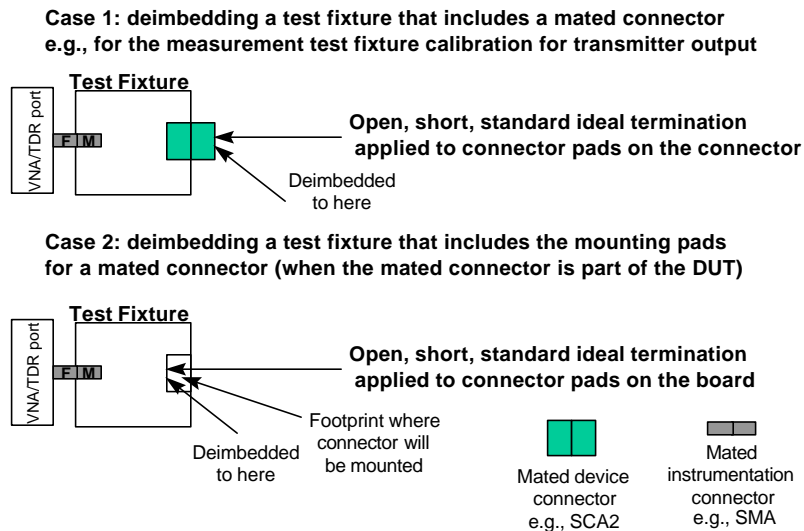 Case 1: deimbedding a test fixture that includes a mated connector
e.g., for the measurement test fixture calibration for transmitter output
Test Fixture
VNA/TDR port
F M
Open, short, standard ideal termination
applied to connector pads on the connector
Deimbedded
to here
Case 2: deimbedding a test fixture that includes the mounting pads
for a mated connector (when the mated connector is part of the DUT)
Test Fixture
VNA/TDR port
F M
Open, short, standard ideal termination
applied to connector pads on the board
Footprint where
connector will
be mounted
Deimbedded
to here
Mated device
connector
e.g., SCA2
Mated
instrumentation
connector
e.g., SMA